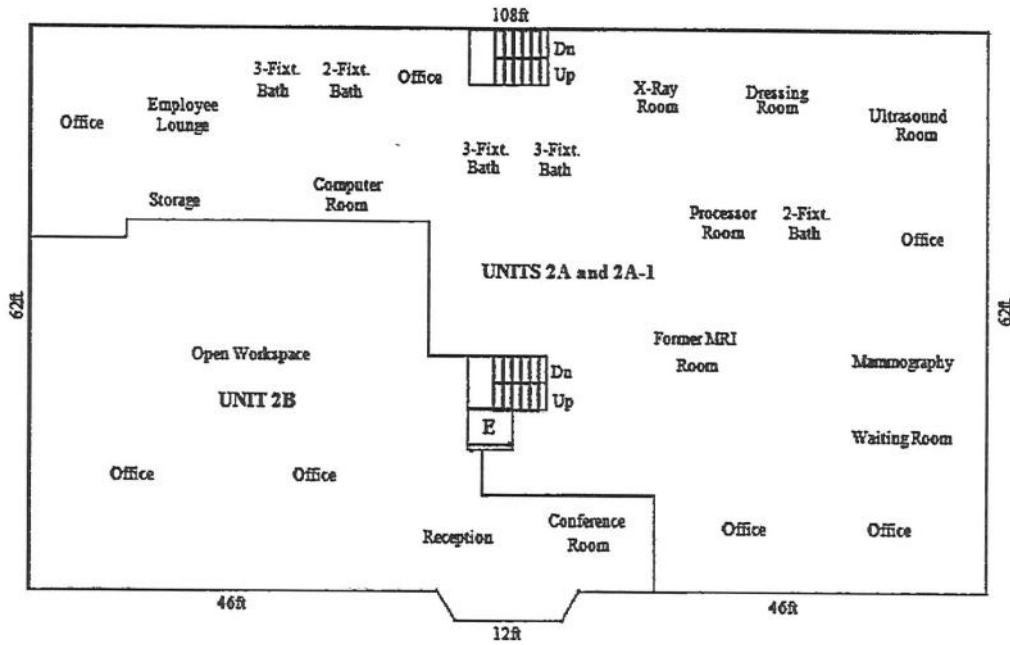 108ft
Dn
Up
3-Fixt.
Bath
2-Fixt.
Bath
Office
X-Ray
Room
Dressing
Room
Employee
Lounge
Office
Ultrasound
Room
3-Fixt.
Bath
3-Fixt.
Bath
Storage
Computer
Room
Processor
Room
2-Fixt.
Bath
Office
UNITS 2A and 2A-1
62ft
62ft
Open Workspace
UNIT 2B
Former MRI
Room
Dn
Up
E
Mammography
Waiting Room
Office
Office
Reception
Conference
Room
Office
Office
46ft
12ft
46ft